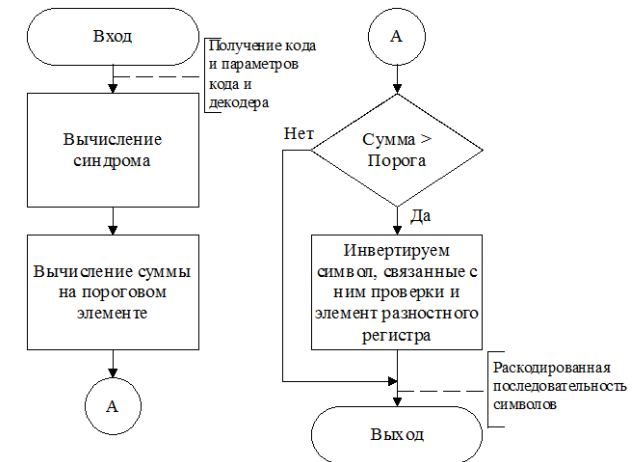 Вход
Получение кода
и параметров
кода и
декодера
Вычисление
синдрома
Вычисление суммы
на пороговом
элементе
А
А
Сумма >
Порога
Нет
Да
Инвертируем
символ, связанные с
ним проверки и
элемент разностного
регистра
Раскодированная
последовательность
символов
Выход